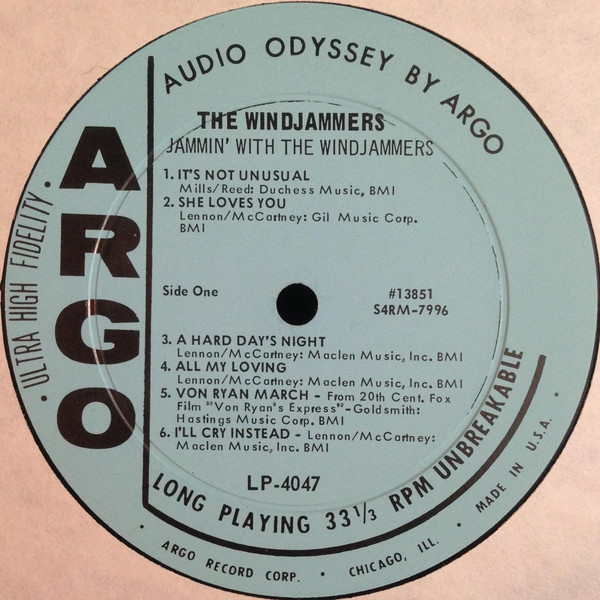 AUDIO ODYSSEY BY ARGO
ARGO
ULTRA HIGH FIDELITY
THE WINDJAMMERS
JAMMIN' WITH THE WINDJAMMERS
1. IT'S NOT UNUSUAL
Mills/Reed: Duchess Music, BMI
2. SHE LOVES YOU
Lennon/McCartney: Gil Music Corp.
BMI
Side One
#13851
S4RM-7996
3. A HARD DAY'S NIGHT
Lennon/McCartney: Maclen Music, Inc. BMI
4. ALL MY LOVING
Lennon/McCartney: Maclen Music, Inc. BMI
5. VON RYAN MARCH - From 20th Cent. Fox
Film "Von Ryan's Express"-Goldsmith:
Hastings Music Corp. BMI
6. I'LL CRY INSTEAD - Lennon/McCartney:
Maclen Music, Inc. BMI
LP-4047
LONG PLAYING 33 1/3 RPM UNBREAKABLE
• ARGO RECORD CORP. • CHICAGO, ILL. • MADE IN U.S.A. •